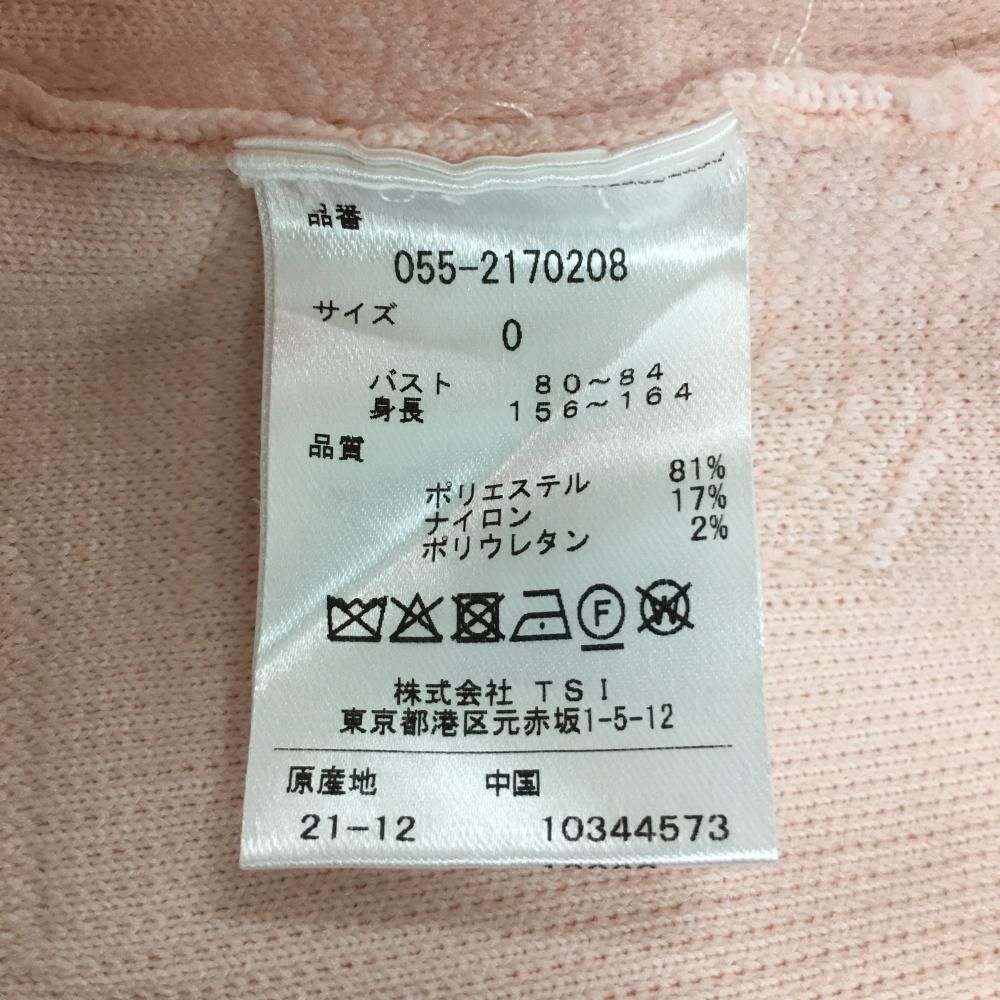 品番
055-2170208
サイズ
0
バスト 80～84
身長 156～164
品質
ポリエステル 81%
ナイロン 17%
ポリウレタン 2%
F W
株式会社 TSI
東京都港区元赤坂1-5-12
原産地 中国
21-12 10344573